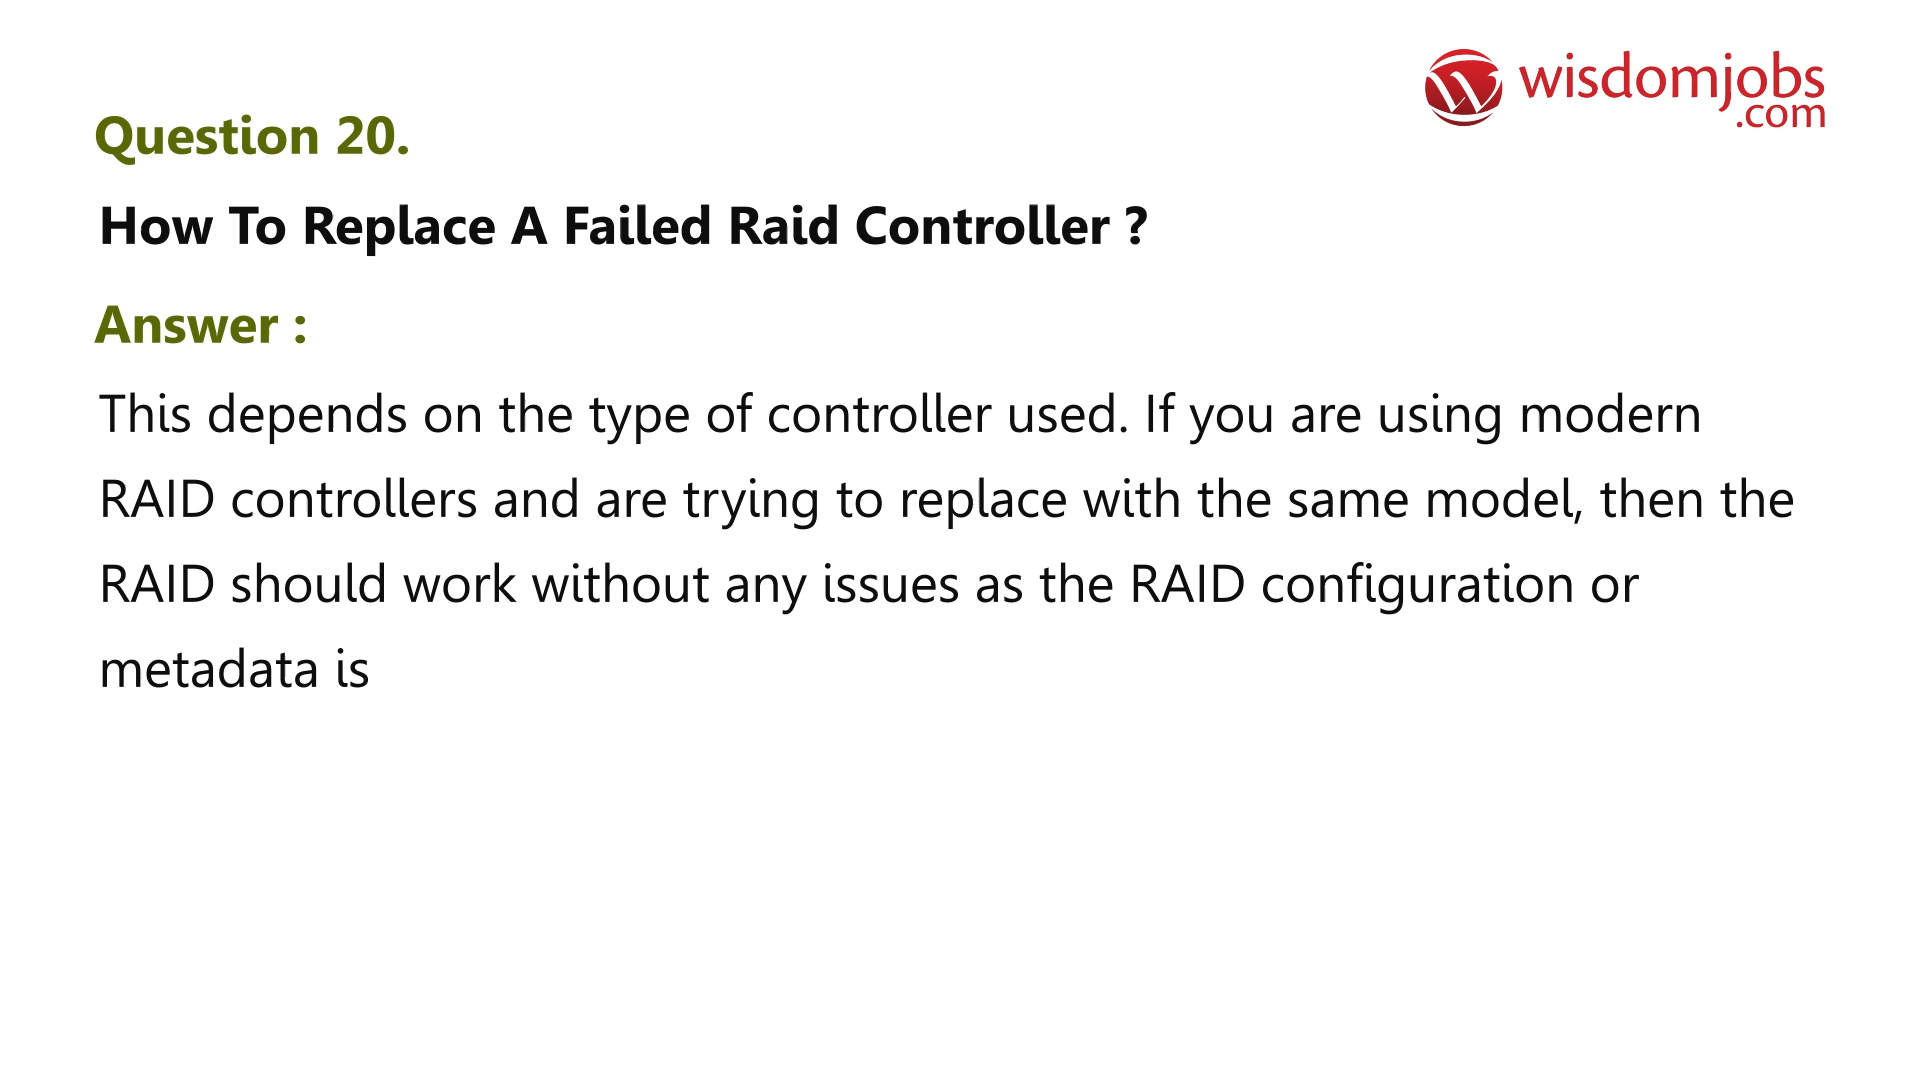 wisdomjobs
.com
Question 20.
How To Replace A Failed Raid Controller ?
Answer :
This depends on the type of controller used. If you are using modern
RAID controllers and are trying to replace with the same model, then the
RAID should work without any issues as the RAID configuration or
metadata is